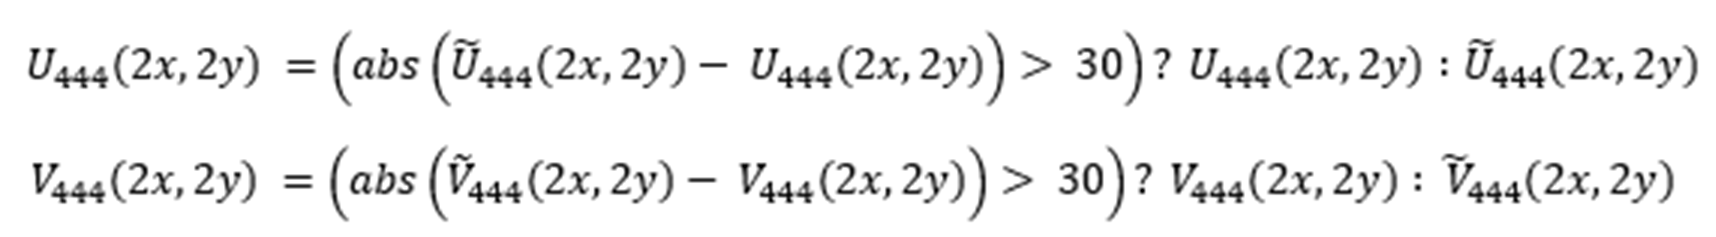 U₄₄₄(2x, 2y) = (abs(Ũ₄₄₄(2x, 2y) − U₄₄₄(2x, 2y)) > 30) ? U₄₄₄(2x, 2y) : Ũ₄₄₄(2x, 2y)
V₄₄₄(2x, 2y) = (abs(Ṽ₄₄₄(2x, 2y) − V₄₄₄(2x, 2y)) > 30) ? V₄₄₄(2x, 2y) : Ṽ₄₄₄(2x, 2y)